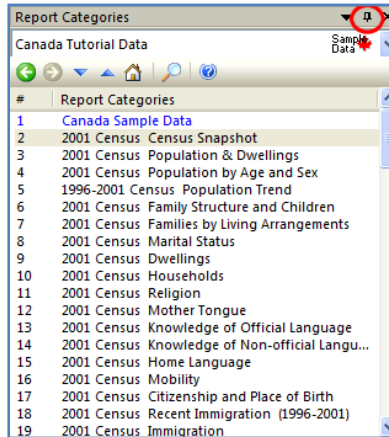 Report Categories
Canada Tutorial Data
Sample
Data
# Report Categories
1 Canada Sample Data
2 2001 Census Census Snapshot
3 2001 Census Population & Dwellings
4 2001 Census Population by Age and Sex
5 1996-2001 Census Population Trend
6 2001 Census Family Structure and Children
7 2001 Census Families by Living Arrangements
8 2001 Census Marital Status
9 2001 Census Dwellings
10 2001 Census Households
11 2001 Census Religion
12 2001 Census Mother Tongue
13 2001 Census Knowledge of Official Language
14 2001 Census Knowledge of Non-official Langu...
15 2001 Census Home Language
16 2001 Census Mobility
17 2001 Census Citizenship and Place of Birth
18 2001 Census Recent Immigration (1996-2001)
19 2001 Census Immigration